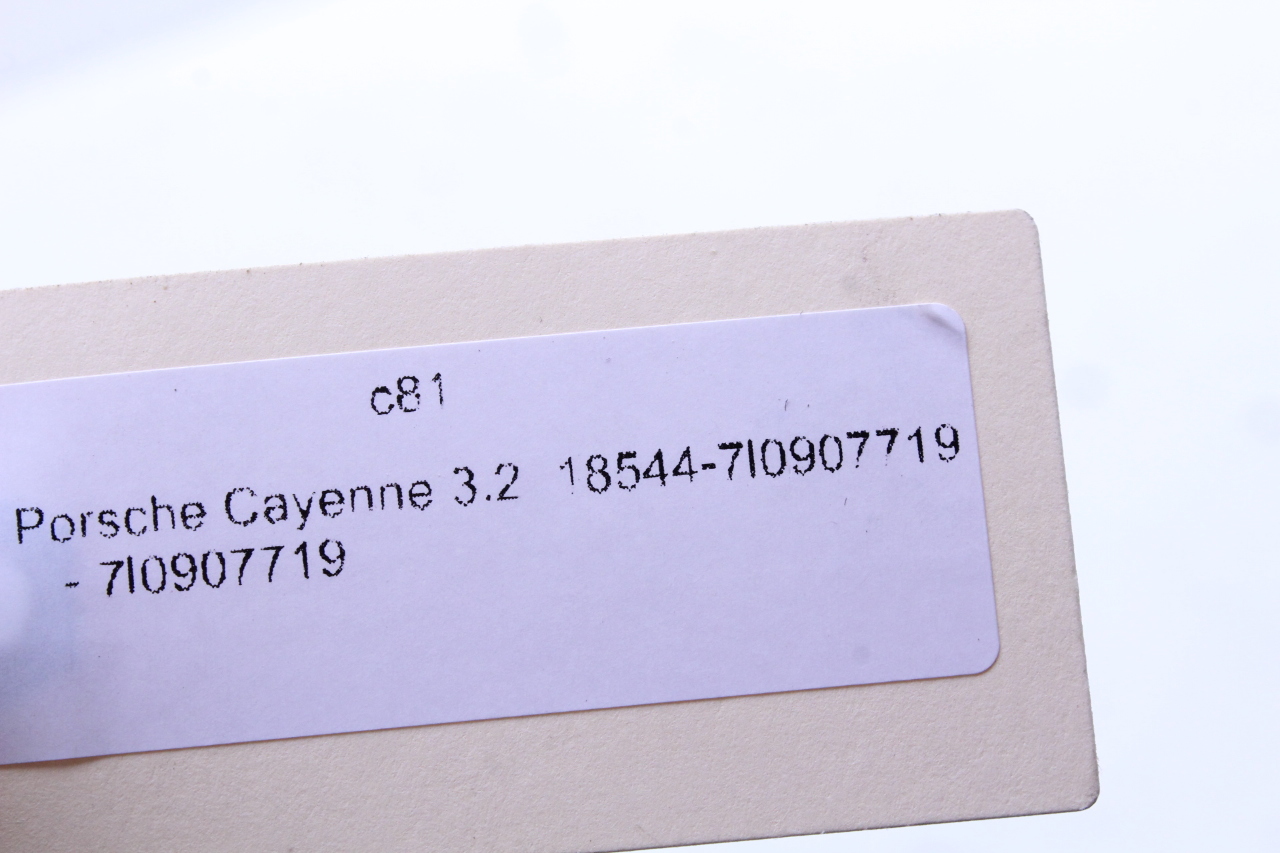 c81
Porsche Cayenne 3.2 18544-7l0907719
- 7l0907719